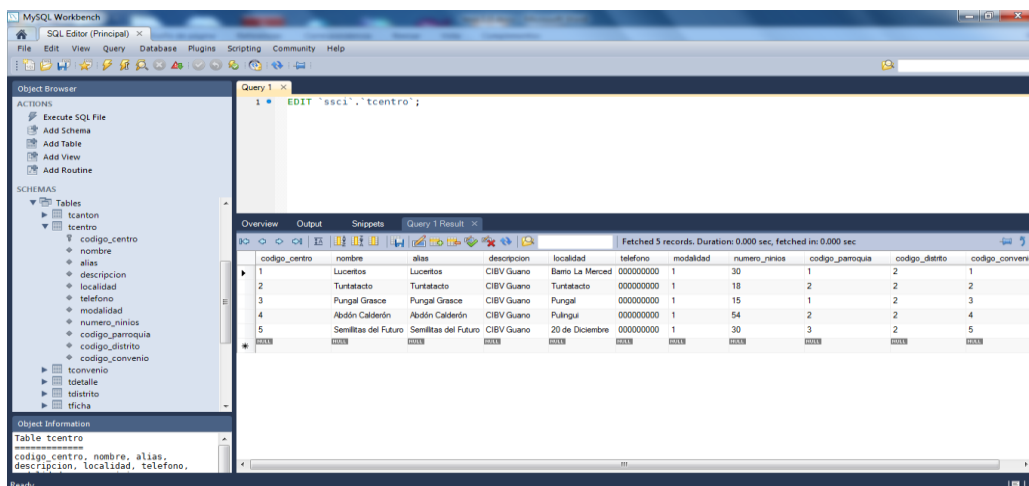 MySQL Workbench
SQL Editor (Principal) ×
File Edit View Query Database Plugins Scripting Community Help
Object Browser
ACTIONS
Execute SQL File
Add Schema
Add Table
Add View
Add Routine
SCHEMAS
Tables
tcanton
tcentro
codigo_centro
nombre
alias
descripcion
localidad
telefono
modalidad
numero_ninios
codigo_parroquia
codigo_distrito
codigo_convenio
tconvenio
tdetalle
tdistrito
tficha
Object Information
Table tcentro
=============
codigo_centro, nombre, alias,
descripcion, localidad, telefono,
Query 1 ×
1 EDIT `ssci`.`tcentro`;
Overview Output Snippets Query 1 Result ×
Fetched 5 records. Duration: 0.000 sec, fetched in: 0.000 sec
codigo_centro nombre alias descripcion localidad telefono modalidad numero_ninios codigo_parroquia codigo_distrito codigo_conveni
1 Luceritos Luceritos CIBV Guano Barrio La Merced 000000000 1 30 1 2 1
2 Tuntatacto Tuntatacto CIBV Guano Tuntatacto 000000000 1 18 2 2 2
3 Pungal Grasce Pungal Grasce CIBV Guano Pungal 000000000 1 15 1 2 3
4 Abdón Calderón Abdón Calderón CIBV Guano Pulingui 000000000 1 54 2 2 4
5 Semillitas del Futuro Semillitas del Futuro CIBV Guano 20 de Diciembre 000000000 1 30 3 2 5
NULL NULL NULL NULL NULL NULL NULL NULL NULL NULL NULL
Ready